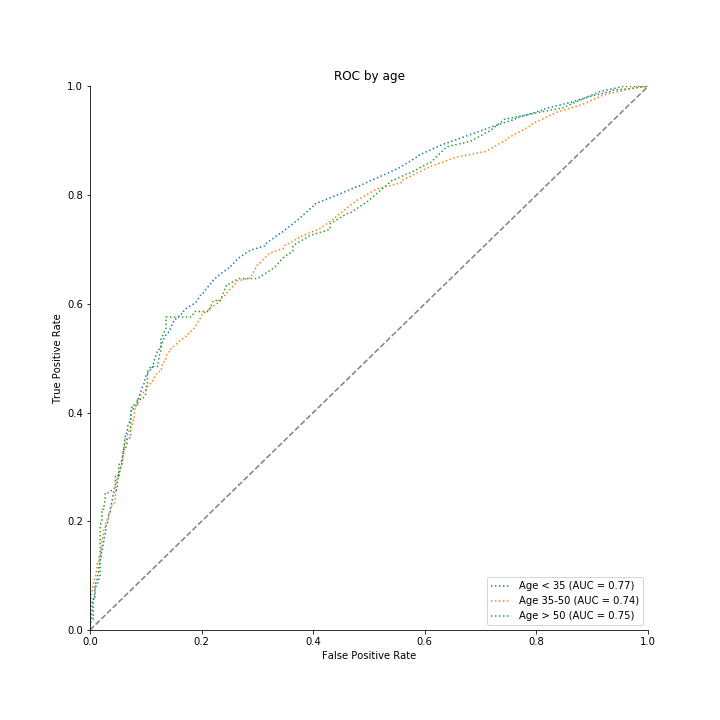 ROC by age
1.0
0.8
0.6
0.4
0.2
0.0
True Positive Rate
0.0 0.2 0.4 0.6 0.8 1.0
False Positive Rate
Age < 35 (AUC = 0.77)
Age 35-50 (AUC = 0.74)
Age > 50 (AUC = 0.75)